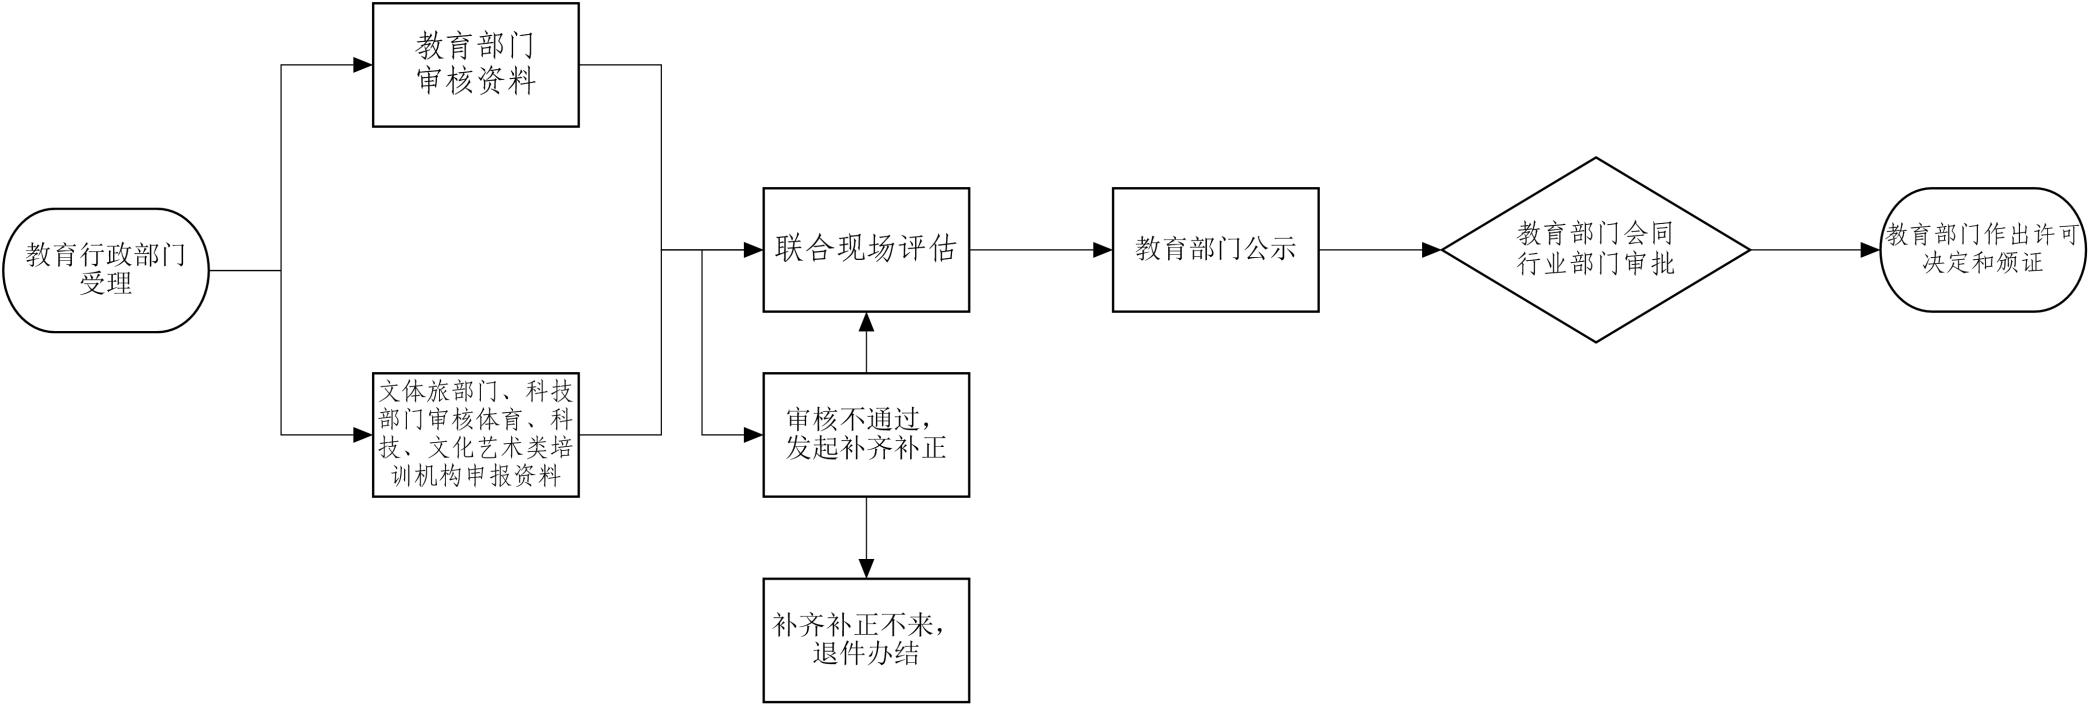 教育行政部门
受理
教育部门
审核资料
文体旅部门、科技
部门审核体育、科
技、文化艺术类培
训机构申报资料
联合现场评估
审核不通过，
发起补齐补正
补齐补正不来，
退件办结
教育部门公示
教育部门会同
行业部门审批
教育部门作出许可
决定和颁证